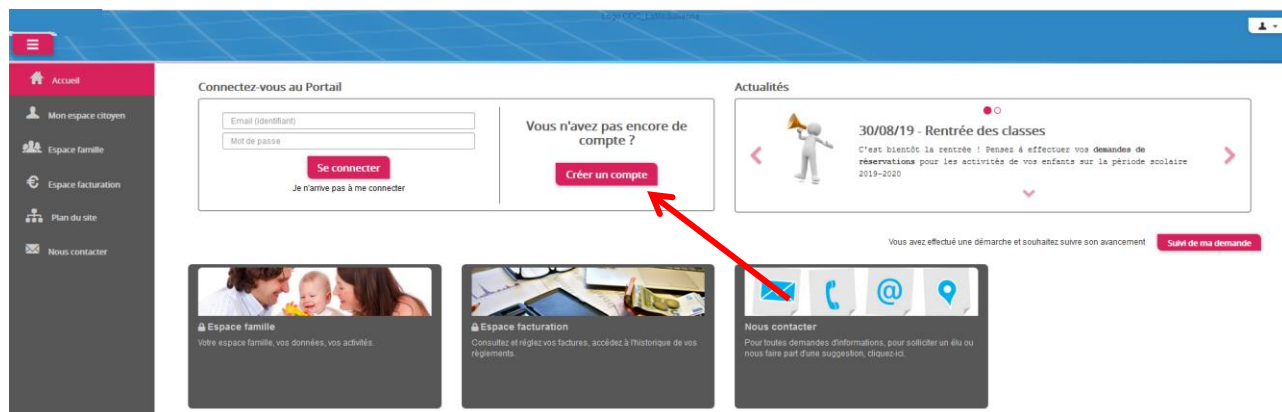 Accueil
Mon espace citoyen
Espace famille
Espace facturation
Plan du site
Nous contacter
Connectez-vous au Portail
Email (identifiant)
Mot de passe
Se connecter
Je n'arrive pas à me connecter
Vous n'avez pas encore de
compte ?
Créer un compte
Actualités
30/08/19 - Rentrée des classes
C'est bientôt la rentrée ! Pensez à effectuer vos demandes de
réservations pour les activités de vos enfants sur la période scolaire
2019-2020
Vous avez effectué une démarche et souhaitez suivre son avancement
Suivi de ma demande
Espace famille
Votre espace famille, vos données, vos activités.
Espace facturation
Consultez et réglez vos factures, accédez à l'historique de vos
règlements.
Nous contacter
Pour toutes demandes d'informations, pour solliciter un élu ou
nous faire part d'une suggestion, cliquez-ici.